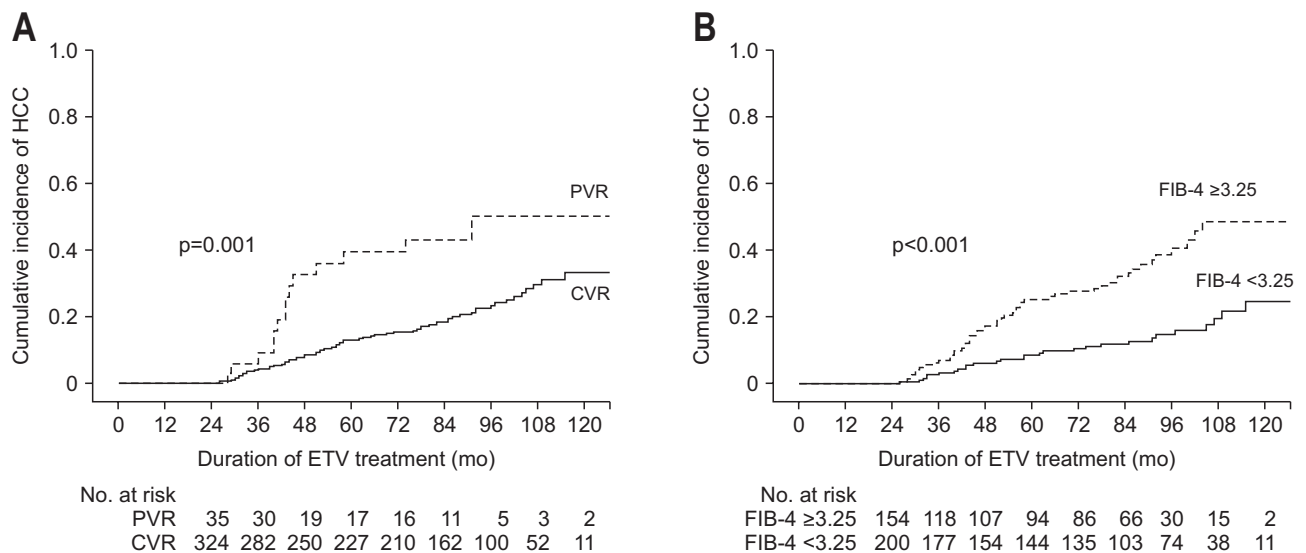 A
1.0
0.8
0.6
0.4
0.2
0
Cumulative incidence of HCC
PVR
p=0.001
CVR
0 12 24 36 48 60 72 84 96 108 120
Duration of ETV treatment (mo)
No. at risk
PVR 35 30 19 17 16 11 5 3 2
CVR 324 282 250 227 210 162 100 52 11
B
1.0
0.8
0.6
0.4
0.2
0
Cumulative incidence of HCC
FIB-4 ≥3.25
p<0.001
FIB-4 <3.25
0 12 24 36 48 60 72 84 96 108 120
Duration of ETV treatment (mo)
No. at risk
FIB-4 ≥3.25 154 118 107 94 86 66 30 15 2
FIB-4 <3.25 200 177 154 144 135 103 74 38 11